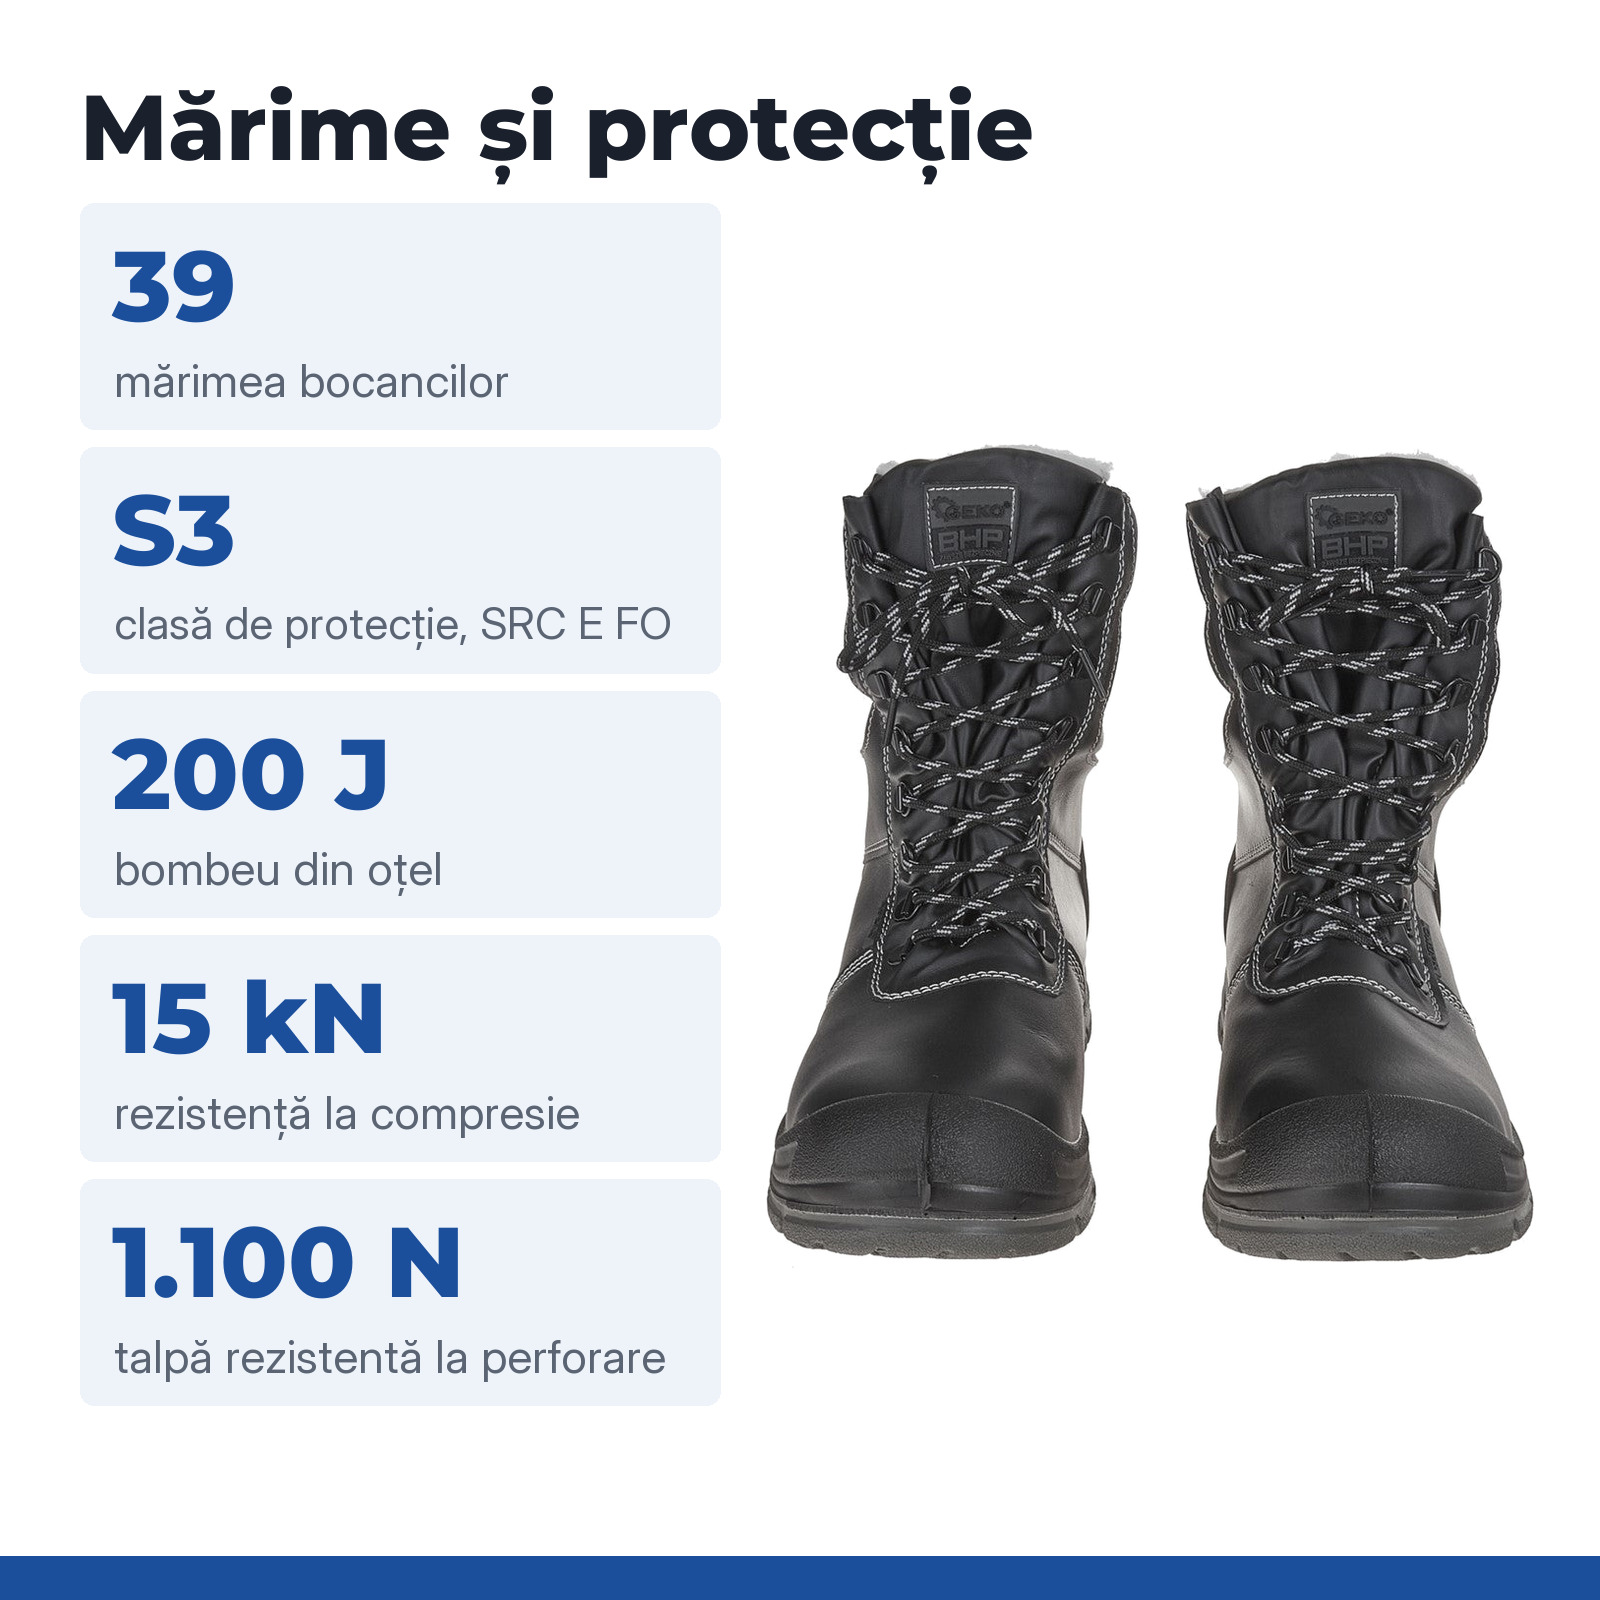 Mărime și protecție
39
mărimea bocancilor
S3
clasă de protecție, SRC E FO
200 J
bombeu din oțel
15 kN
rezistență la compresie
1.100 N
talpă rezistentă la perforare
GEKO
BHP
GEKO
BHP